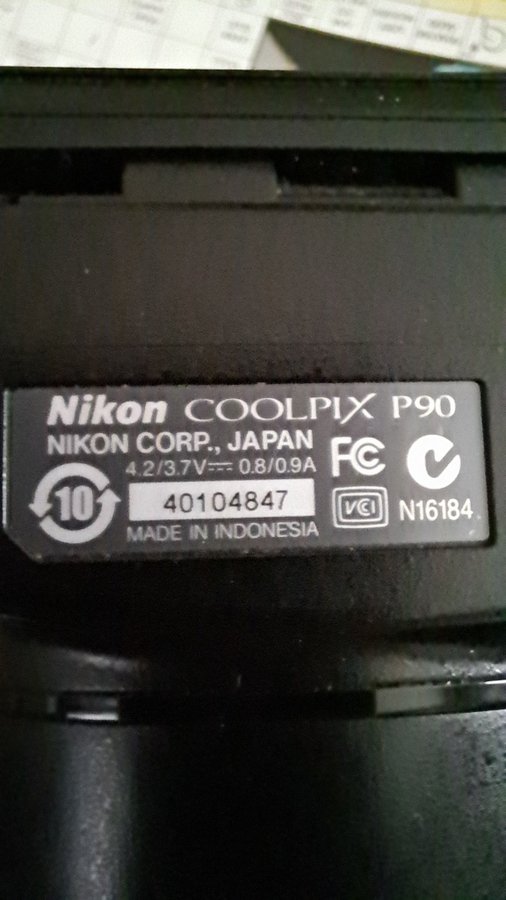 Nikon COOLPIX P90
NIKON CORP., JAPAN
4.2/3.7V⎓ 0.8/0.9A
FC
10
40104847
VCI
N16184
MADE IN INDONESIA